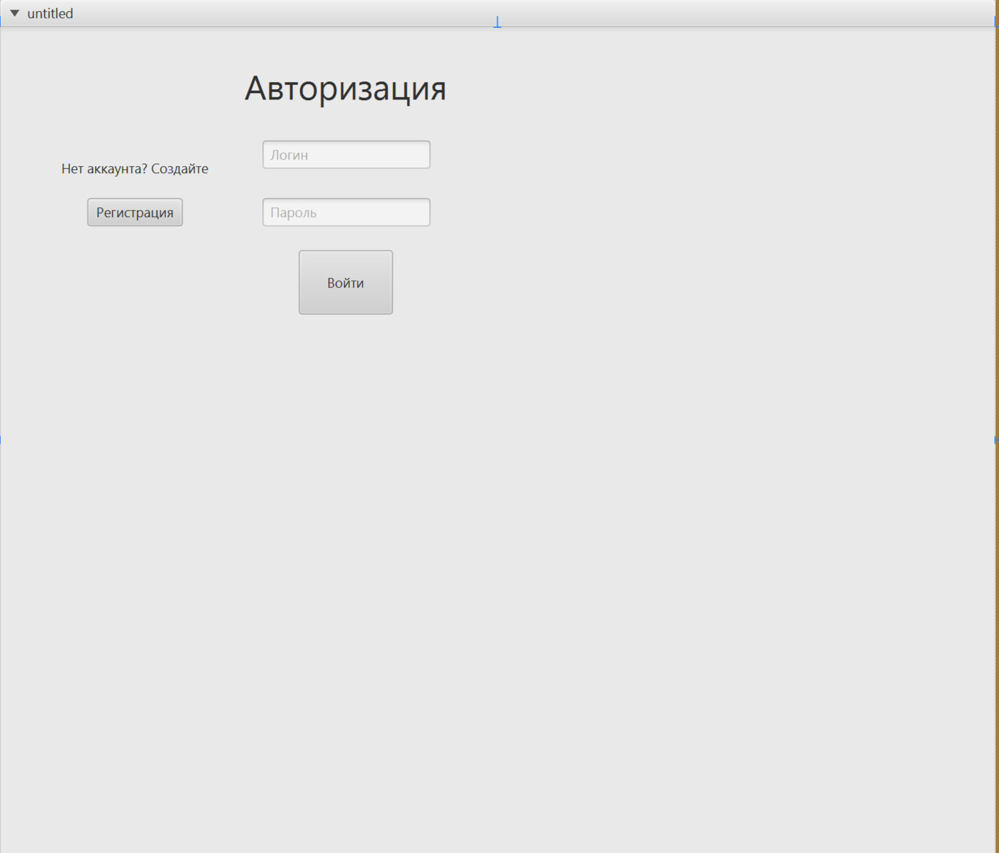 untitled
Авторизация
Логин
Нет аккаунта? Создайте
Регистрация
Пароль
Войти